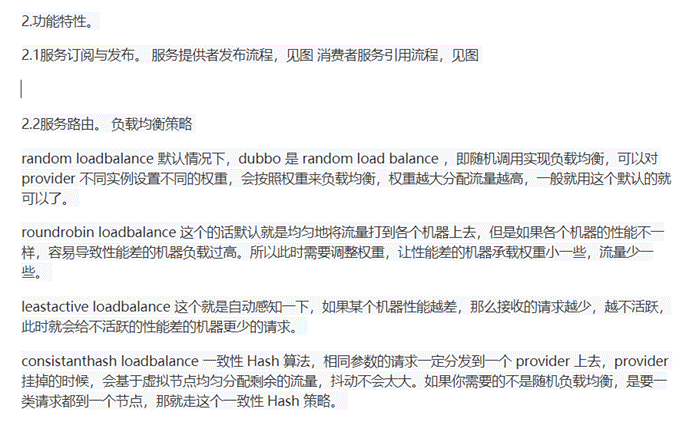 2.功能特性。
2.1服务订阅与发布。 服务提供者发布流程，见图 消费者服务引用流程，见图
2.2服务路由。 负载均衡策略
random loadbalance 默认情况下，dubbo 是 random load balance ，即随机调用实现负载均衡，可以对
provider 不同实例设置不同的权重，会按照权重来负载均衡，权重越大分配流量越高，一般就用这个默认的就
可以了。
roundrobin loadbalance 这个的话默认就是均匀地将流量打到各个机器上去，但是如果各个机器的性能不一
样，容易导致性能差的机器负载过高。所以此时需要调整权重，让性能差的机器承载权重小一些，流量少一
些。
leastactive loadbalance 这个就是自动感知一下，如果某个机器性能越差，那么接收的请求越少，越不活跃，
此时就会给不活跃的性能差的机器更少的请求。
consistanthash loadbalance 一致性 Hash 算法，相同参数的请求一定分发到一个 provider 上去，provider
挂掉的时候，会基于虚拟节点均匀分配剩余的流量，抖动不会太大。如果你需要的不是随机负载均衡，是要一
类请求都到一个节点，那就走这个一致性 Hash 策略。